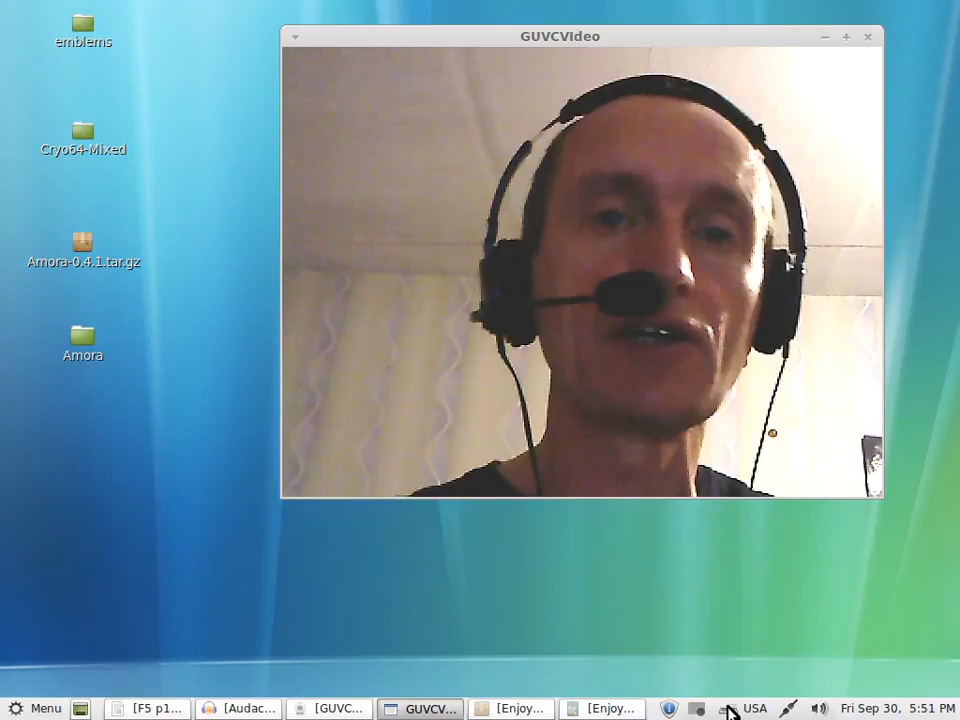 emblems
GUVCVideo
Cryo64-Mixed
Amora-0.4.1.tar.gz
Amora
Menu
[F5 p1...
[Audac...
[GUVC...
GUVCV...
[Enjoy...
[Enjoy...
USA
Fri Sep 30, 5:51 PM